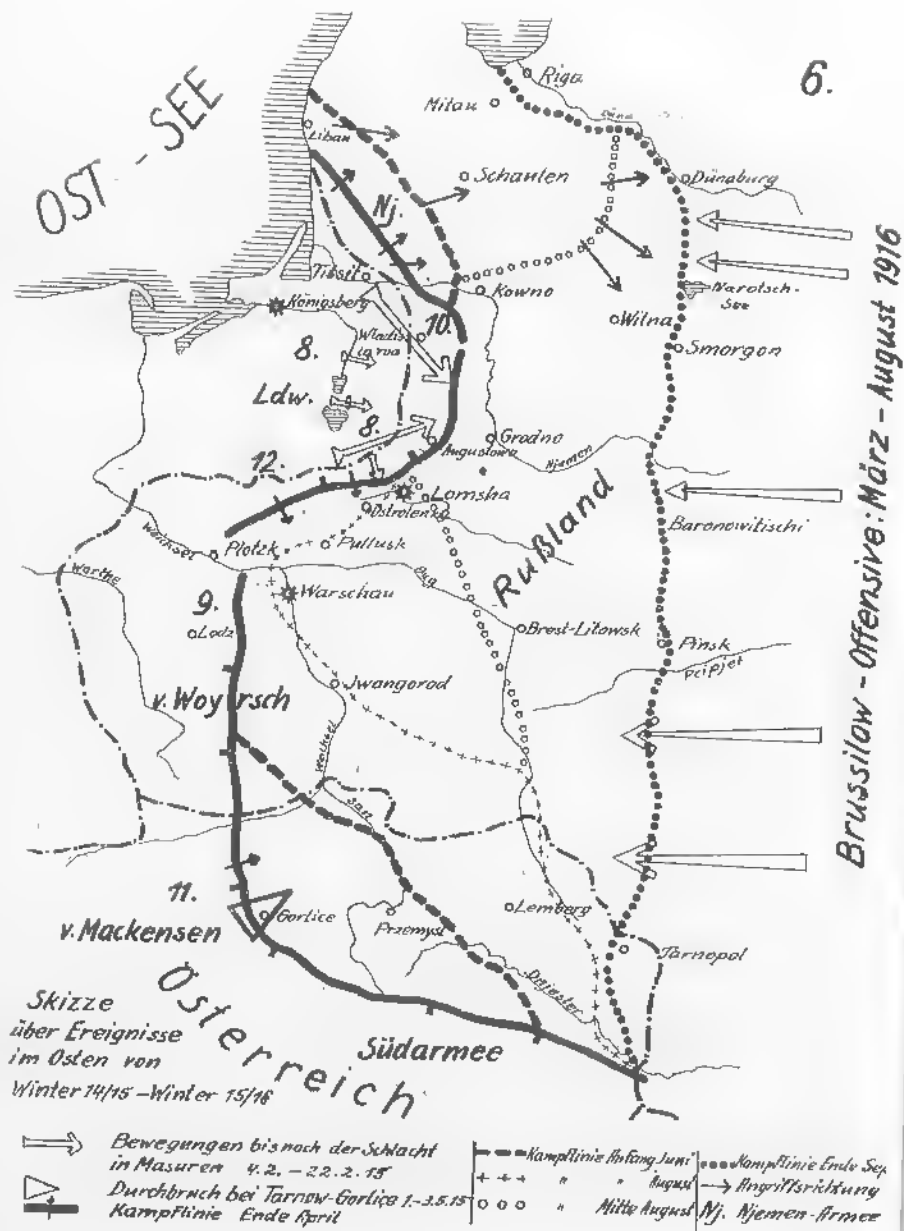 6.
OST-SEE
Riga
Mitau
Düna
Libau
Schaulen
Dünaburg
Nj.
Tilsit
Kowno
Narotsch-
See
Königsberg
10.
Wilna
8.
Smorgon
Ldw.
8.
Grodno
Augustowo
12.
Njemen
Lomsha
Ostrolenka
Rußland
Baronowitischi
Weichsel
Plotzk
Pultusk
Warthe
Bug
9.
Warschau
Lodz
Brest-Litowsk
Pinsk
v. Woyrsch
Jwangorod
Weichsel
San
11.
Gorlice
v. Mackensen
Przemysl
Lemberg
Tarnopol
Dnjester
Österreich
Südarmee
Brussilow-Offensive: März-August 1916
Skizze
über Ereignisse
im Osten von
Winter 14/15 - Winter 15/16
Bewegungen bis nach der Schlacht
in Masuren 4.2. - 22.2.15
Durchbruch bei Tarnow-Gorlice 1.-3.5.15
Kampflinie Ende April
Kampflinie Anfang Juni
" " August
" Mitte August
Kampflinie Ende Sep.
Angriffsrichtung
Nj. Njemen-Armee